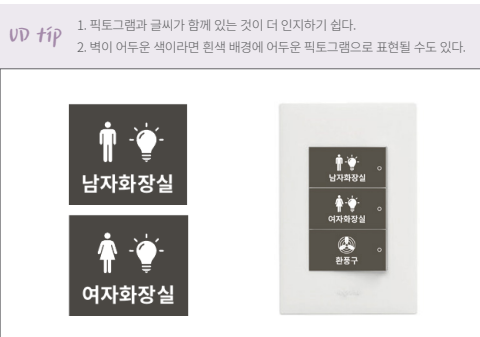 UD tip
1. 픽토그램과 글씨가 함께 있는 것이 더 인지하기 쉽다.
2. 벽이 어두운 색이라면 흰색 배경에 어두운 픽토그램으로 표현될 수도 있다.
남자화장실
여자화장실
남자화장실
여자화장실
환풍구